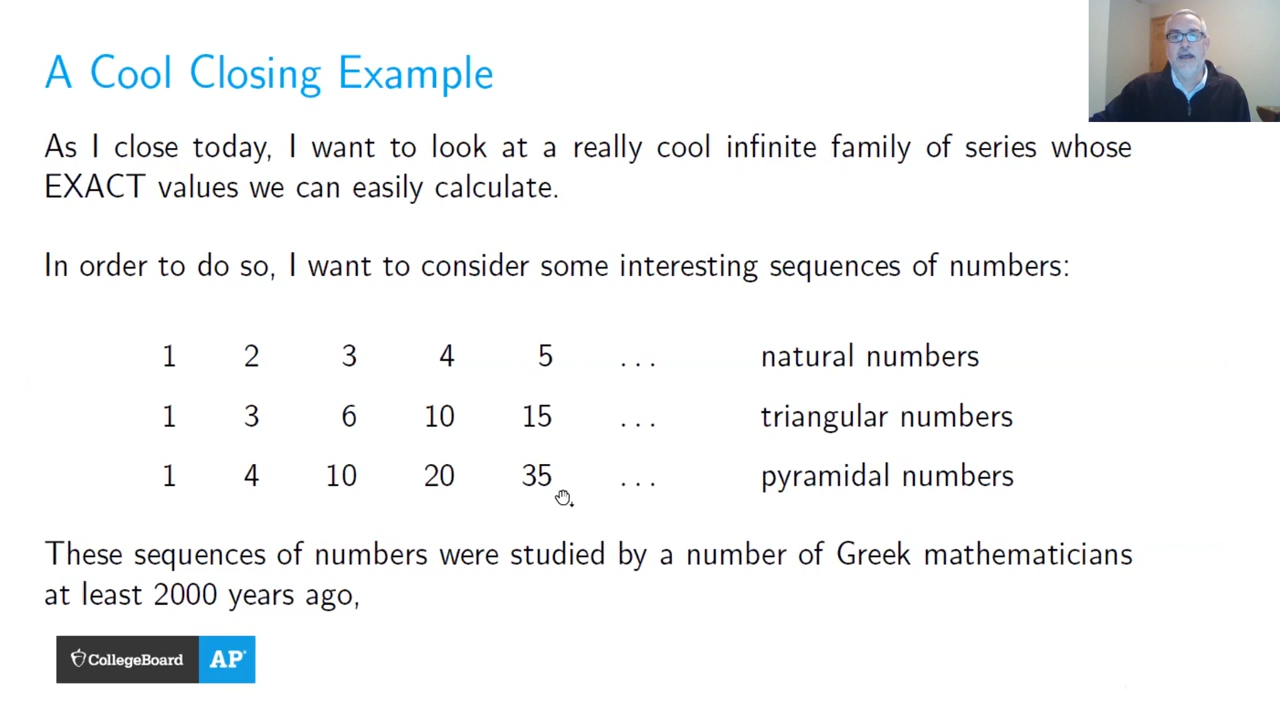 A Cool Closing Example
As I close today, I want to look at a really cool infinite family of series whose
EXACT values we can easily calculate.
In order to do so, I want to consider some interesting sequences of numbers:
1 2 3 4 5 ... natural numbers
1 3 6 10 15 ... triangular numbers
1 4 10 20 35 ... pyramidal numbers
These sequences of numbers were studied by a number of Greek mathematicians
at least 2000 years ago,
CollegeBoard AP®